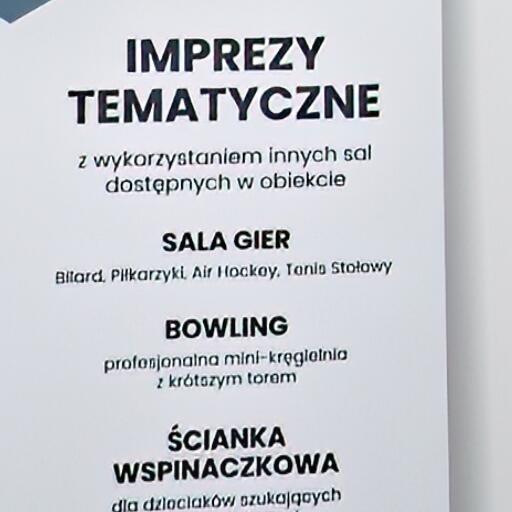 IMPREZY
TEMATYCZNE
z wykorzystaniem innych sal
dostępnych w obiekcie
SALA GIER
Bilard, Piłkarzyki, Air Hockey, Tenis Stołowy
BOWLING
profesjonalna mini-kręgielnia
z krótszym torem
ŚCIANKA
WSPINACZKOWA
dla dzieciaków szukających